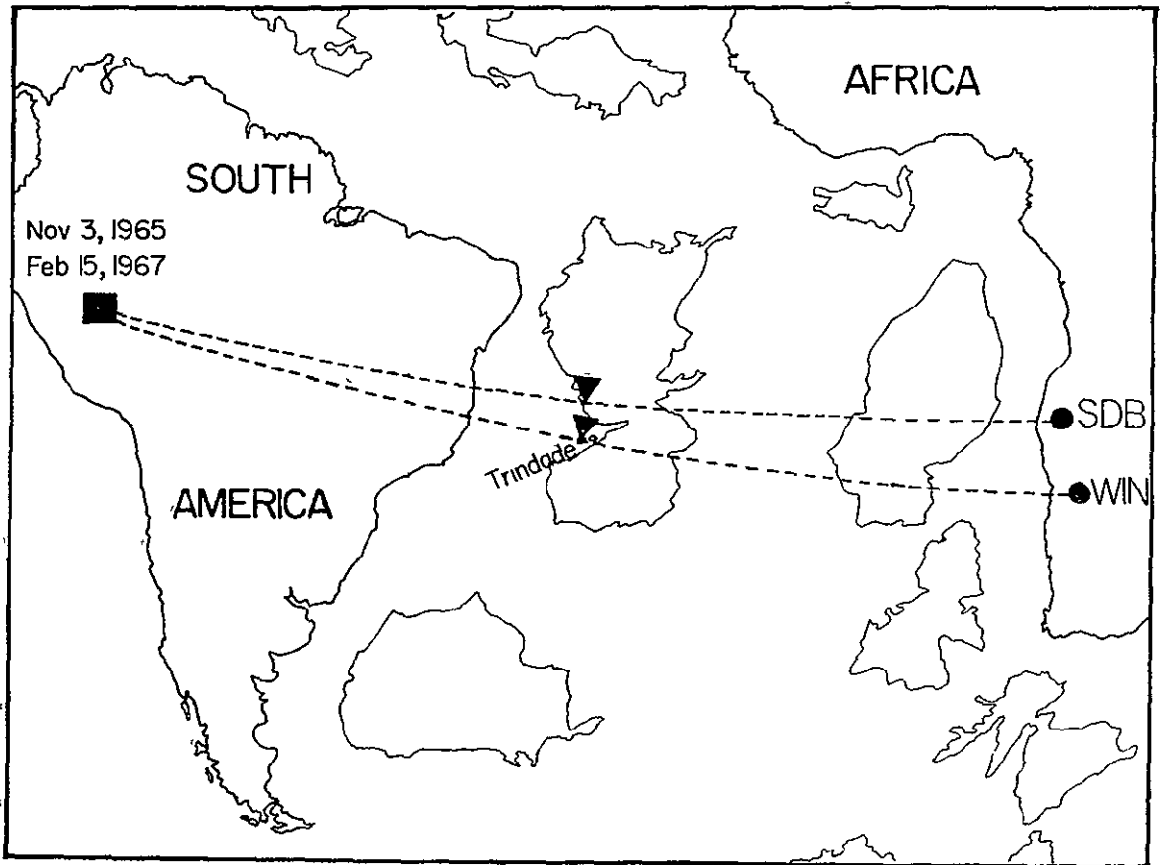 AFRICA
SOUTH
Nov 3, 1965
Feb 15, 1967
SDB
Trindade
WIN
AMERICA